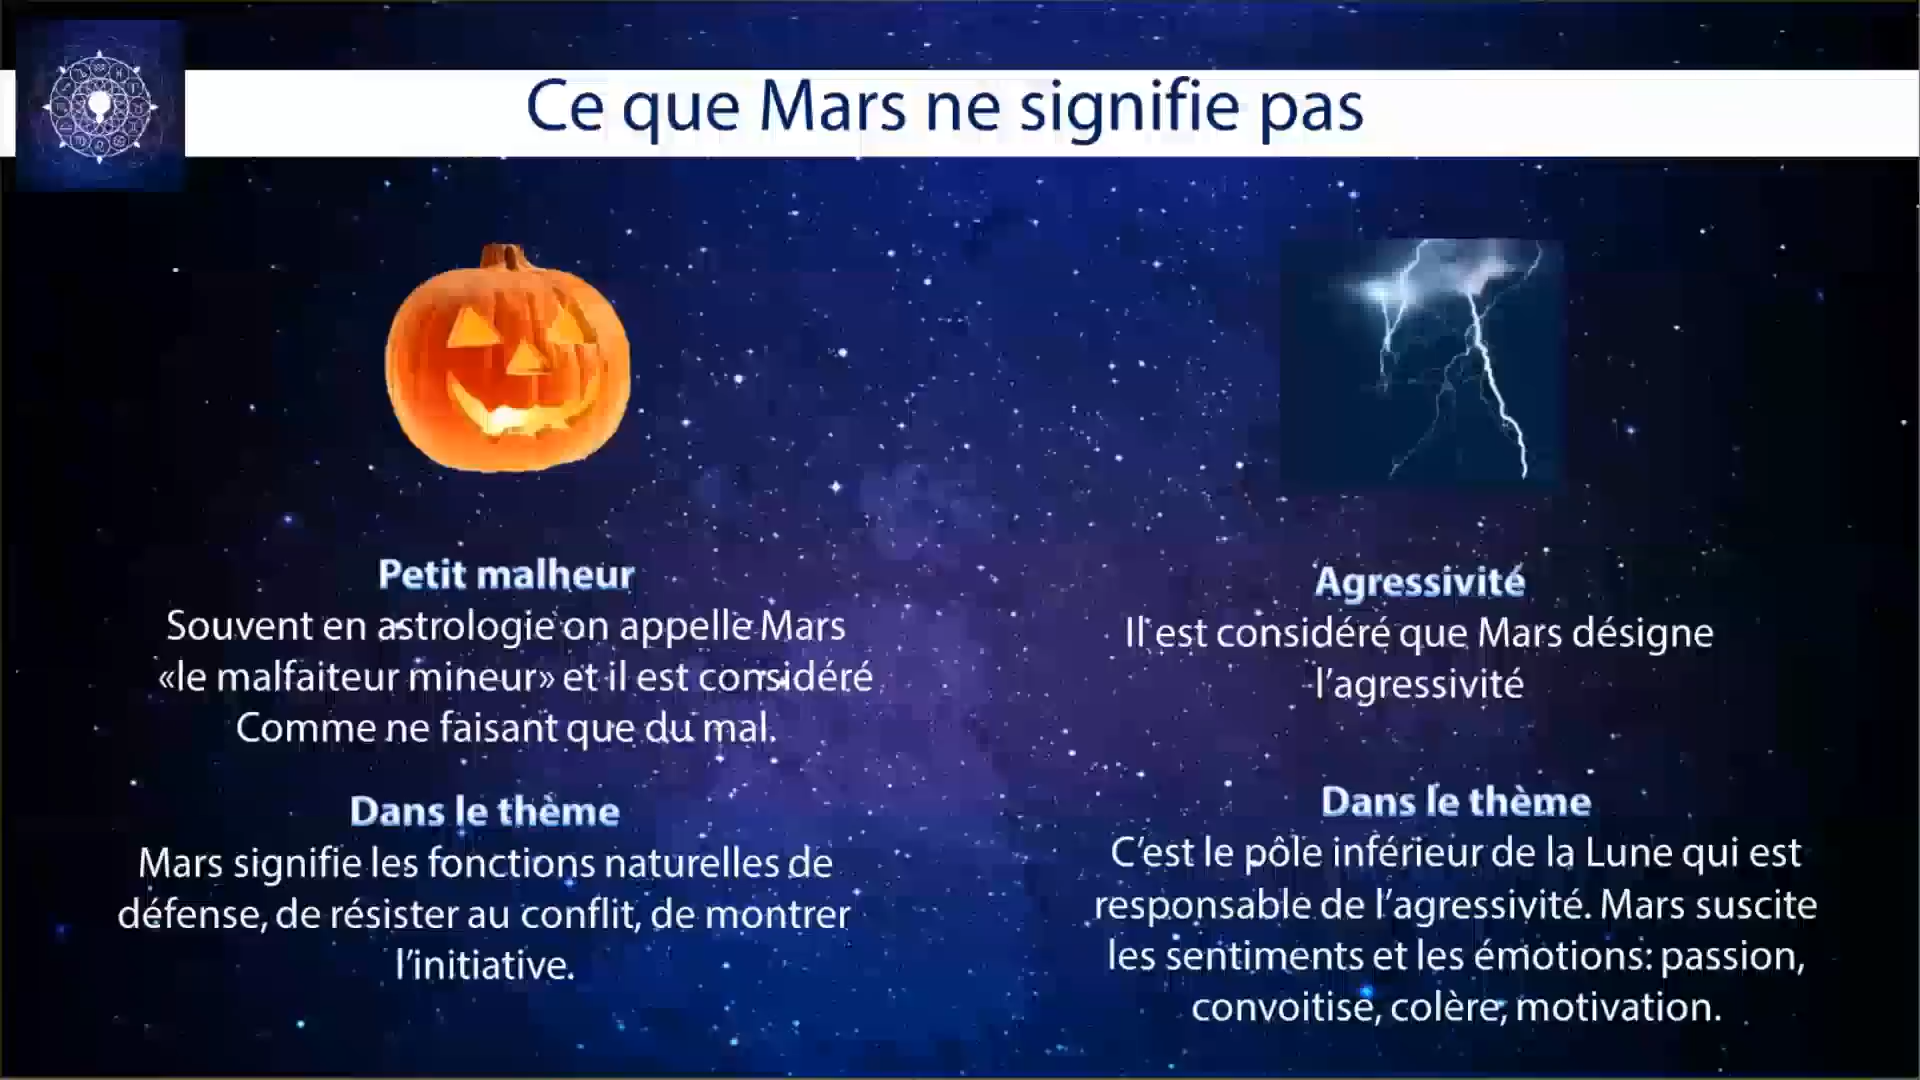 Ce que Mars ne signifie pas
Petit malheur
Souvent en astrologie on appelle Mars
«le malfaiteur mineur» et il est considéré
Comme ne faisant que du mal.
Dans le thème
Mars signifie les fonctions naturelles de
défense, de résister au conflit, de montrer
l'initiative.
Agressivité
Il est considéré que Mars désigne
l'agressivité
Dans le thème
C'est le pôle inférieur de la Lune qui est
responsable de l'agressivité. Mars suscite
les sentiments et les émotions: passion,
convoitise, colère, motivation.